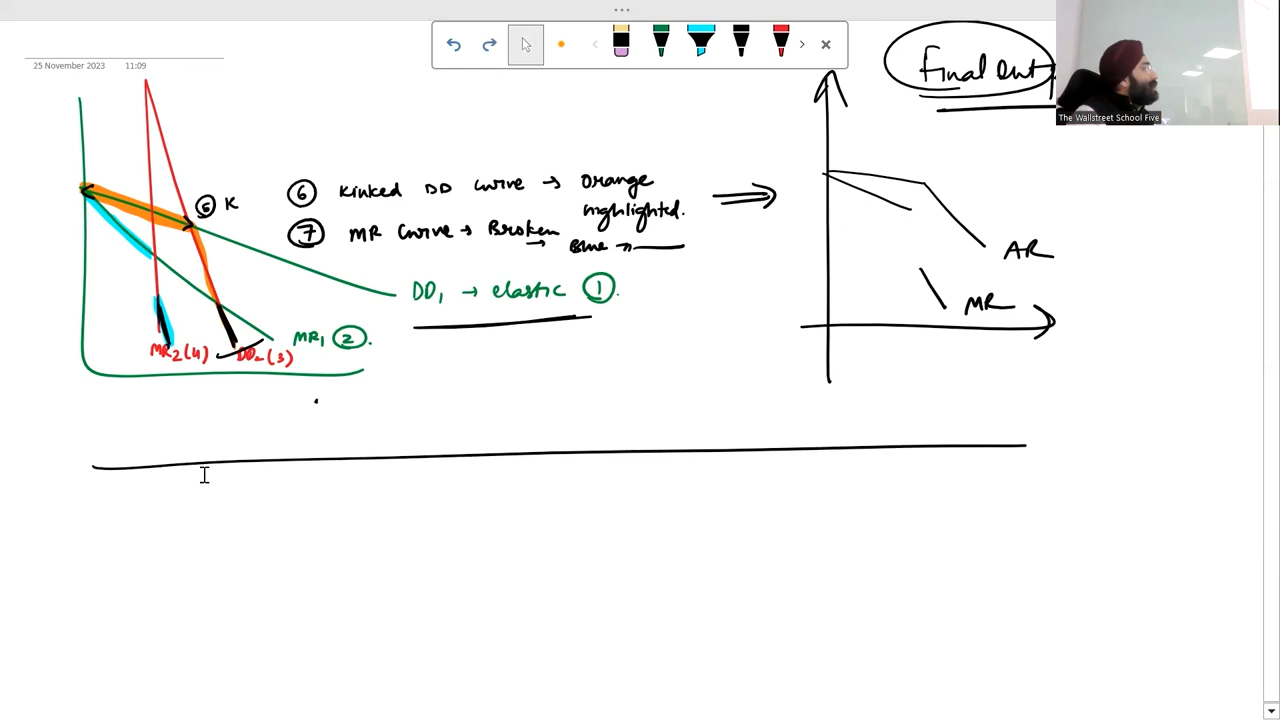 25 November 2023 11:09
Final Out
The Wallstreet School Five
⑤ K
⑥ Kinked DD curve → orange highlighted.
⑦ MR curve → Broken → Blue →
DD₁ → elastic ①.
MR₁ ②.
MR₂(4)
DD₂(3)
AR
MR